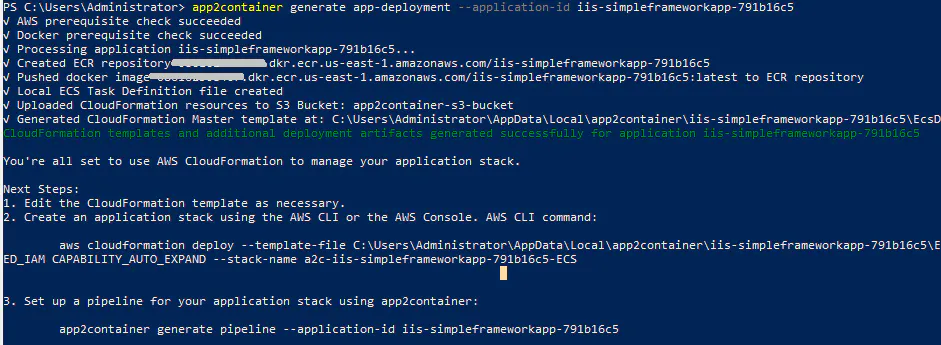 PS C:\Users\Administrator> app2container generate app-deployment --application-id iis-simpleframeworkapp-791b16c5
√ AWS prerequisite check succeeded
√ Docker prerequisite check succeeded
√ Processing application iis-simpleframeworkapp-791b16c5...
√ Created ECR repository .dkr.ecr.us-east-1.amazonaws.com/iis-simpleframeworkapp-791b16c5
√ Pushed docker image .dkr.ecr.us-east-1.amazonaws.com/iis-simpleframeworkapp-791b16c5:latest to ECR repository
√ Local ECS Task Definition file created
√ Uploaded CloudFormation resources to S3 Bucket: app2container-s3-bucket
√ Generated CloudFormation Master template at: C:\Users\Administrator\AppData\Local\app2container\iis-simpleframeworkapp-791b16c5\EcsD
CloudFormation templates and additional deployment artifacts generated successfully for application iis-simpleframeworkapp-791b16c5
You're all set to use AWS CloudFormation to manage your application stack.
Next Steps:
1. Edit the CloudFormation template as necessary.
2. Create an application stack using the AWS CLI or the AWS Console. AWS CLI command:
aws cloudformation deploy --template-file C:\Users\Administrator\AppData\Local\app2container\iis-simpleframeworkapp-791b16c5\E
ED_IAM CAPABILITY_AUTO_EXPAND --stack-name a2c-iis-simpleframeworkapp-791b16c5-ECS
3. Set up a pipeline for your application stack using app2container:
app2container generate pipeline --application-id iis-simpleframeworkapp-791b16c5